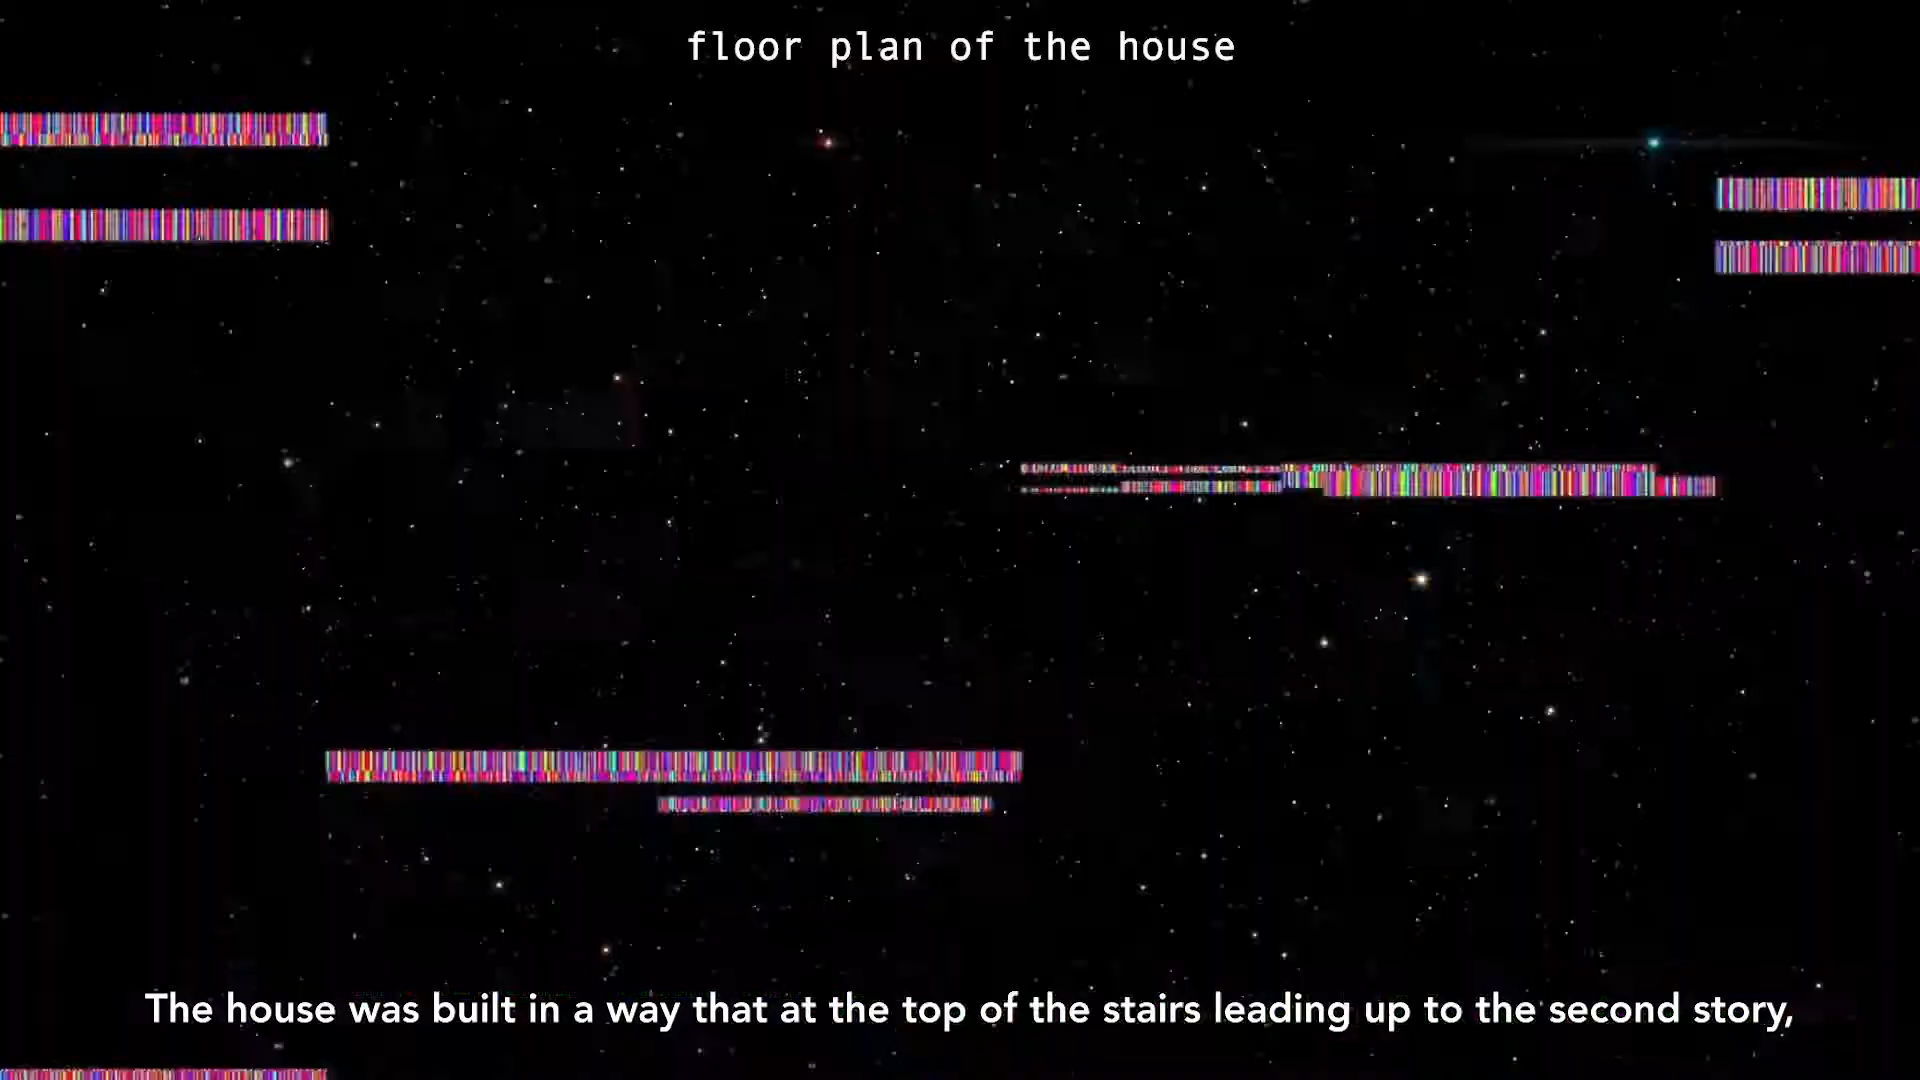 floor plan of the house
The house was built in a way that at the top of the stairs leading up to the second story,